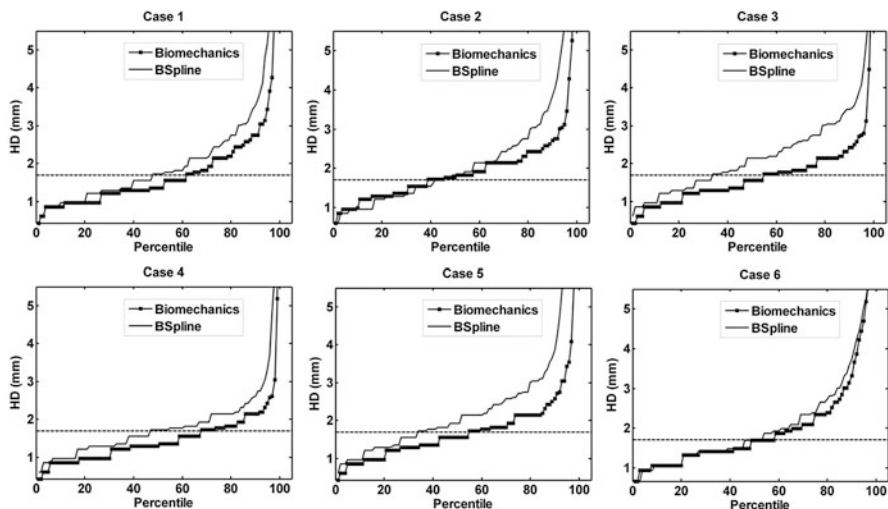 Case 1
5
4
3
2
1
HD (mm)
Biomechanics
BSpline
0 20 40 60 80 100
Percentile
Case 2
5
4
3
2
1
HD (mm)
Biomechanics
BSpline
0 20 40 60 80 100
Percentile
Case 3
5
4
3
2
1
HD (mm)
Biomechanics
BSpline
0 20 40 60 80 100
Percentile
Case 4
5
4
3
2
1
HD (mm)
Biomechanics
BSpline
0 20 40 60 80 100
Percentile
Case 5
5
4
3
2
1
HD (mm)
Biomechanics
BSpline
0 20 40 60 80 100
Percentile
Case 6
5
4
3
2
1
HD (mm)
Biomechanics
BSpline
0 20 40 60 80 100
Percentile